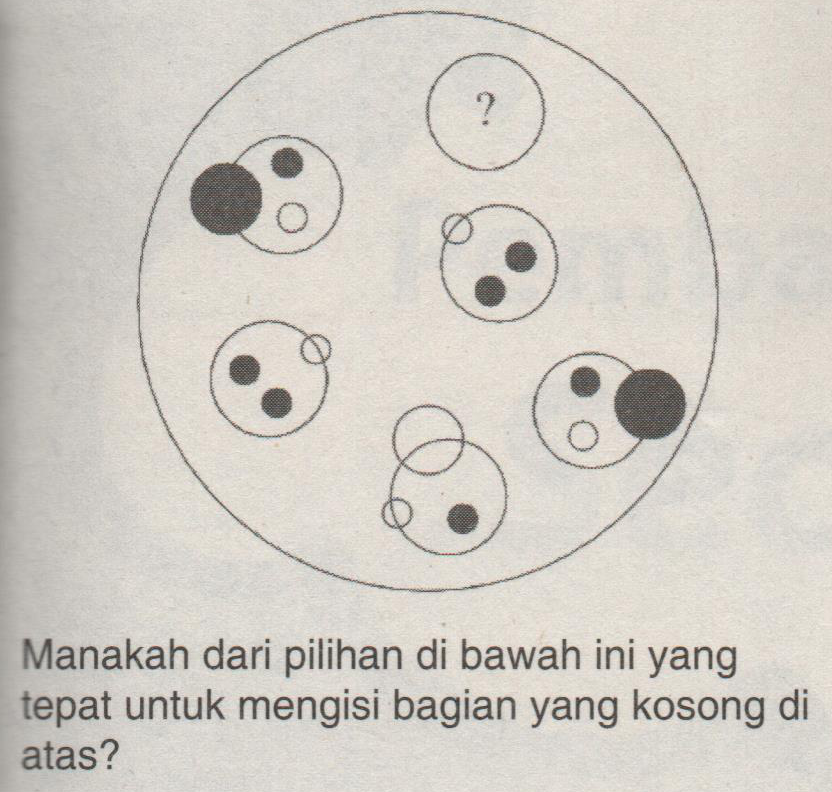 ?
Manakah dari pilihan di bawah ini yang
tepat untuk mengisi bagian yang kosong di
atas?